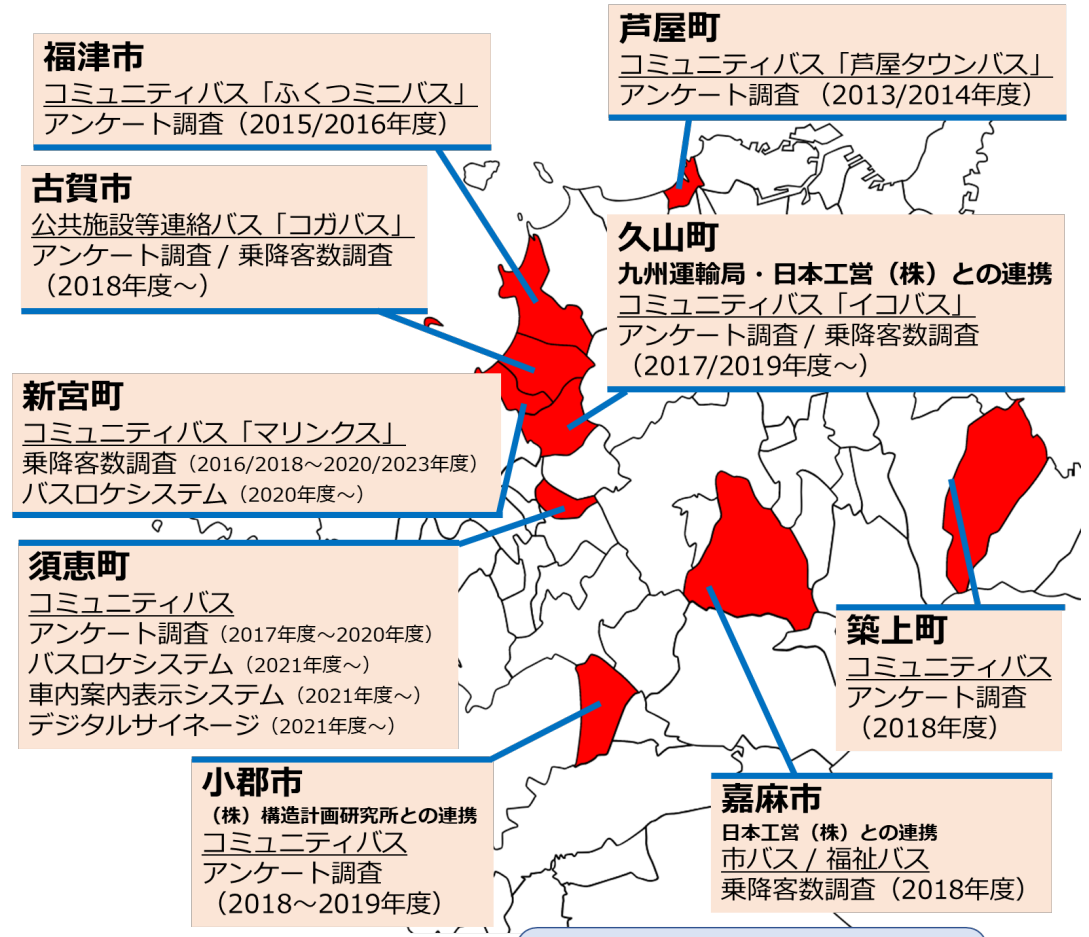 福津市
コミュニティバス「ふくつミニバス」
アンケート調査（2015/2016年度）
芦屋町
コミュニティバス「芦屋タウンバス」
アンケート調査 （2013/2014年度）
古賀市
公共施設等連絡バス「コガバス」
アンケート調査 / 乗降客数調査
（2018年度～）
久山町
九州運輸局・日本工営（株）との連携
コミュニティバス「イコバス」
アンケート調査 / 乗降客数調査
（2017/2019年度～）
新宮町
コミュニティバス「マリンクス」
乗降客数調査（2016/2018～2020/2023年度）
バスロケシステム（2020年度～）
須恵町
コミュニティバス
アンケート調査（2017年度～2020年度）
バスロケシステム（2021年度～）
車内案内表示システム（2021年度～）
デジタルサイネージ（2021年度～）
築上町
コミュニティバス
アンケート調査
（2018年度）
小郡市
（株）構造計画研究所との連携
コミュニティバス
アンケート調査
（2018～2019年度）
嘉麻市
日本工営（株）との連携
市バス / 福祉バス
乗降客数調査（2018年度）